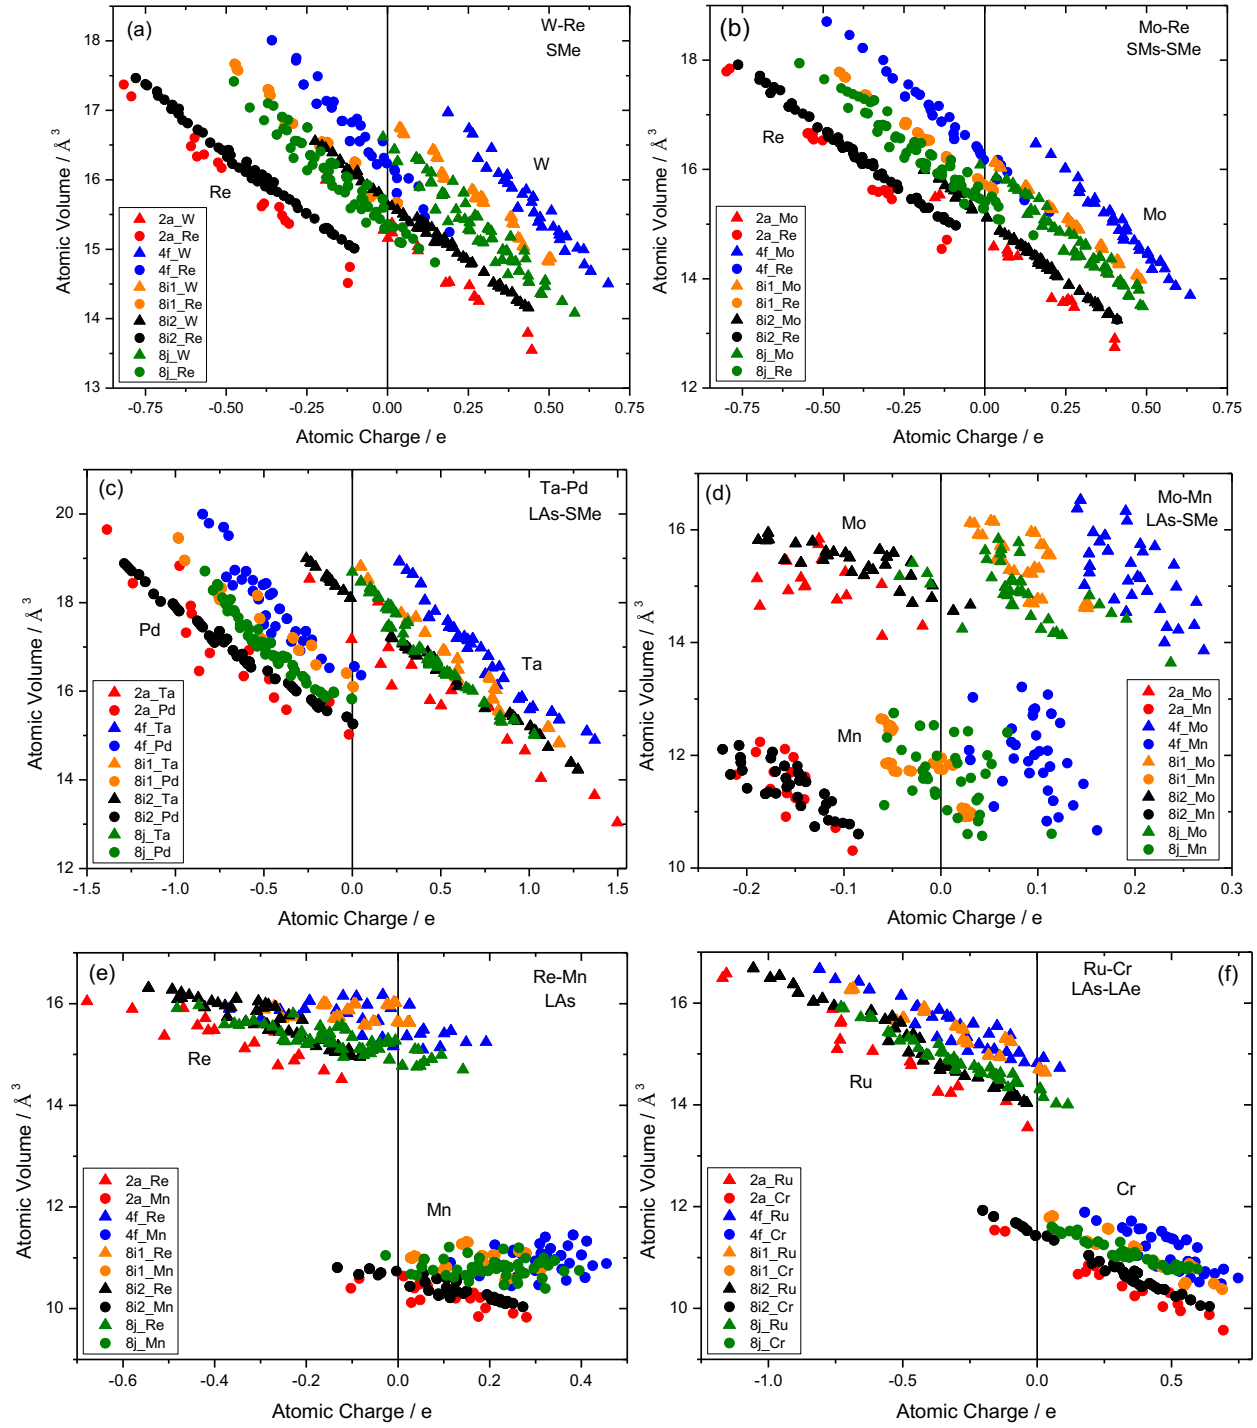 (a)
W-Re
SMe
Re
W
2a_W
2a_Re
4f_W
4f_Re
8i1_W
8i1_Re
8i2_W
8i2_Re
8j_W
8j_Re
18
17
16
15
14
13
-0.75
-0.50
-0.25
0.00
0.25
0.50
0.75
Atomic Volume / Å 3
Atomic Charge / e
(b)
Mo-Re
SMs-SMe
Re
Mo
2a_Mo
2a_Re
4f_Mo
4f_Re
8i1_Mo
8i1_Re
8i2_Mo
8i2_Re
8j_Mo
8j_Re
18
16
14
12
-0.75
-0.50
-0.25
0.00
0.25
0.50
0.75
Atomic Volume / Å 3
Atomic Charge / e
(c)
Ta-Pd
LAs-SMe
Pd
Ta
2a_Ta
2a_Pd
4f_Ta
4f_Pd
8i1_Ta
8i1_Pd
8i2_Ta
8i2_Pd
8j_Ta
8j_Pd
20
18
16
14
12
-1.5
-1.0
-0.5
0.0
0.5
1.0
1.5
Atomic Volume / Å 3
Atomic Charge / e
(d)
Mo-Mn
LAs-SMe
Mo
Mn
2a_Mo
2a_Mn
4f_Mo
4f_Mn
8i1_Mo
8i1_Mn
8i2_Mo
8i2_Mn
8j_Mo
8j_Mn
16
14
12
10
-0.2
-0.1
0.0
0.1
0.2
0.3
Atomic Volume / Å 3
Atomic Charge / e
(e)
Re-Mn
LAs
Re
Mn
2a_Re
2a_Mn
4f_Re
4f_Mn
8i1_Re
8i1_Mn
8i2_Re
8i2_Mn
8j_Re
8j_Mn
16
14
12
10
-0.6
-0.4
-0.2
0.0
0.2
0.4
Atomic Volume / Å 3
Atomic Charge / e
Ru-Cr
(f)
LAs-LAe
Ru
Cr
2a_Ru
2a_Cr
4f_Ru
4f_Cr
8i1_Ru
8i1_Cr
8i2_Ru
8i2_Cr
8j_Ru
8j_Cr
16
14
12
10
-1.0
-0.5
0.0
0.5
Atomic Volume / Å 3
Atomic Charge / e